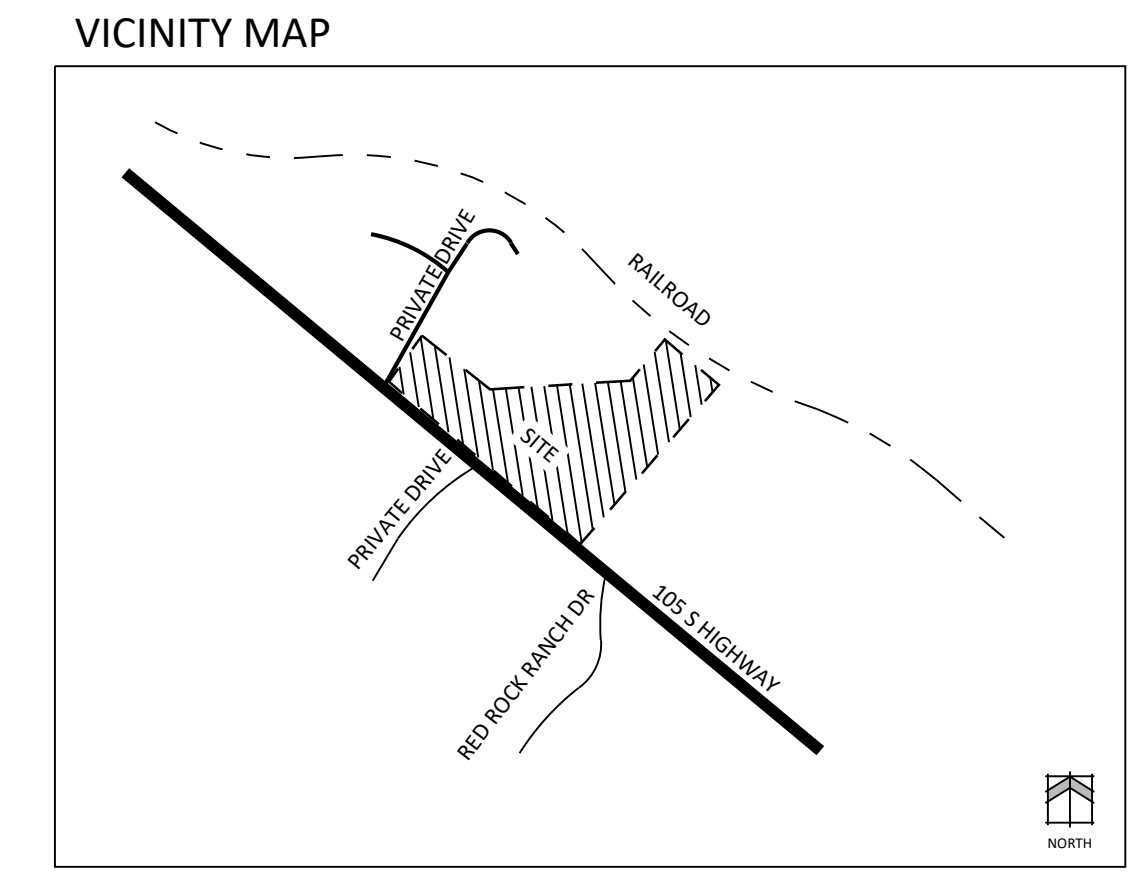 VICINITY MAP
PRIVATE DRIVE
RAILROAD
SITE
PRIVATE DRIVE
105 S HIGHWAY
RED ROCK RANCH DR
NORTH